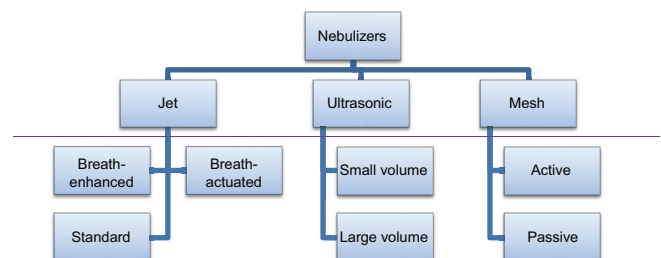 Nebulizers
Jet
Ultrasonic
Mesh
Breath-
enhanced
Breath-
actuated
Small volume
Active
Standard
Large volume
Passive